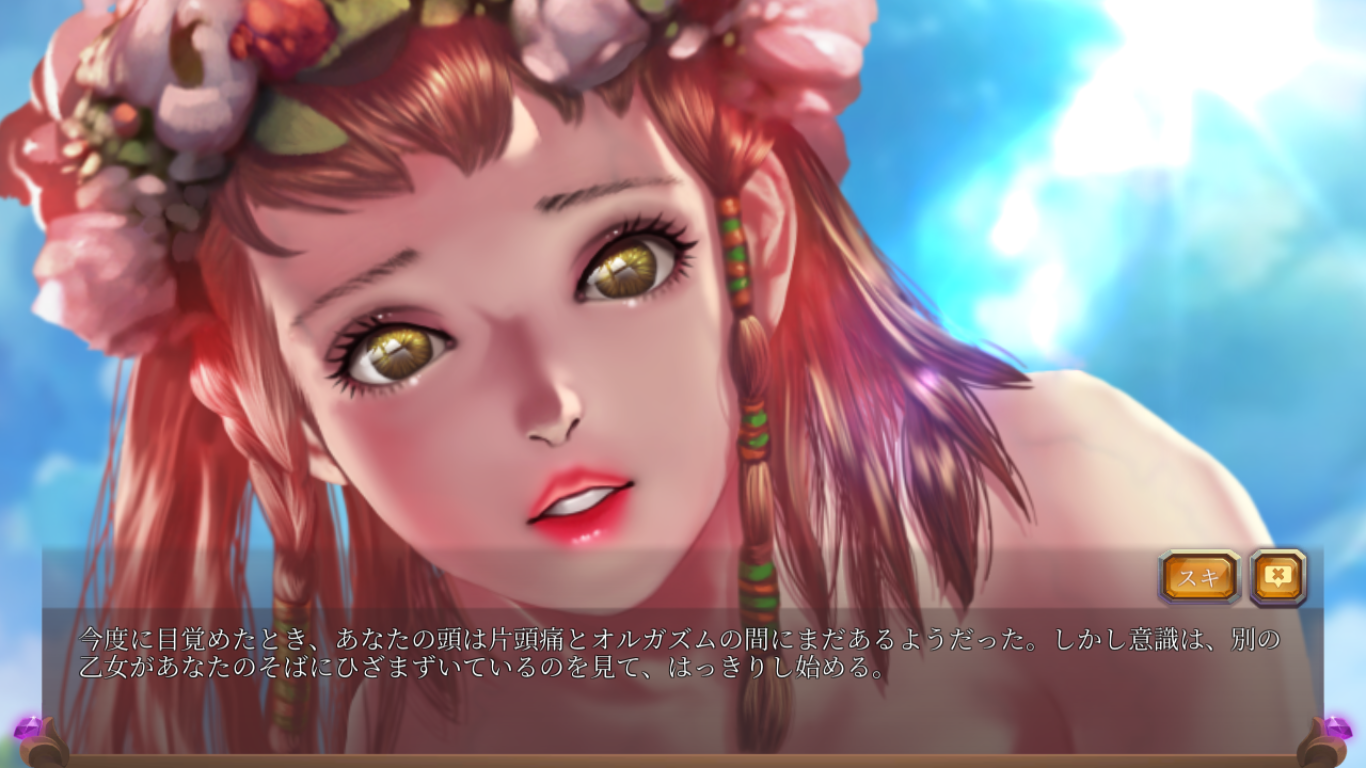 スキ
今度に目覚めたとき、あなたの頭は片頭痛とオルガズムの間にまだあるようだった。しかし意識は、別の
乙女があなたのそばにひざまずいているのを見て、はっきりし始める。